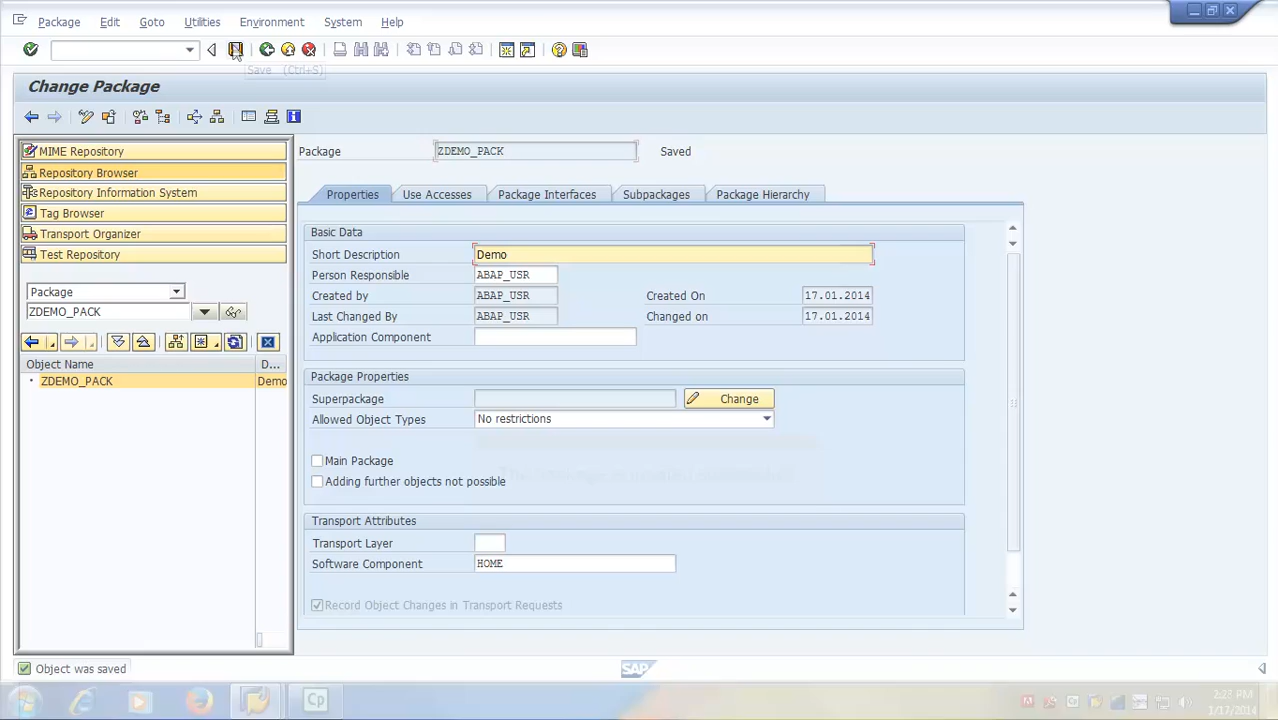 Package Edit Goto Utilities Environment System Help
Save (Ctrl+S)
Change Package
MIME Repository
Repository Browser
Repository Information System
Tag Browser
Transport Organizer
Test Repository
Package
ZDEMO_PACK
Object Name D...
ZDEMO_PACK Demo
Package ZDEMO_PACK Saved
Properties Use Accesses Package Interfaces Subpackages Package Hierarchy
Basic Data
Short Description Demo
Person Responsible ABAP_USR
Created by ABAP_USR Created On 17.01.2014
Last Changed By ABAP_USR Changed on 17.01.2014
Application Component
Package Properties
Superpackage Change
Allowed Object Types No restrictions
Main Package
Adding further objects not possible
Transport Attributes
Transport Layer
Software Component HOME
Record Object Changes in Transport Requests
Object was saved
SAP
Cp
2:23 PM
1/17/2014